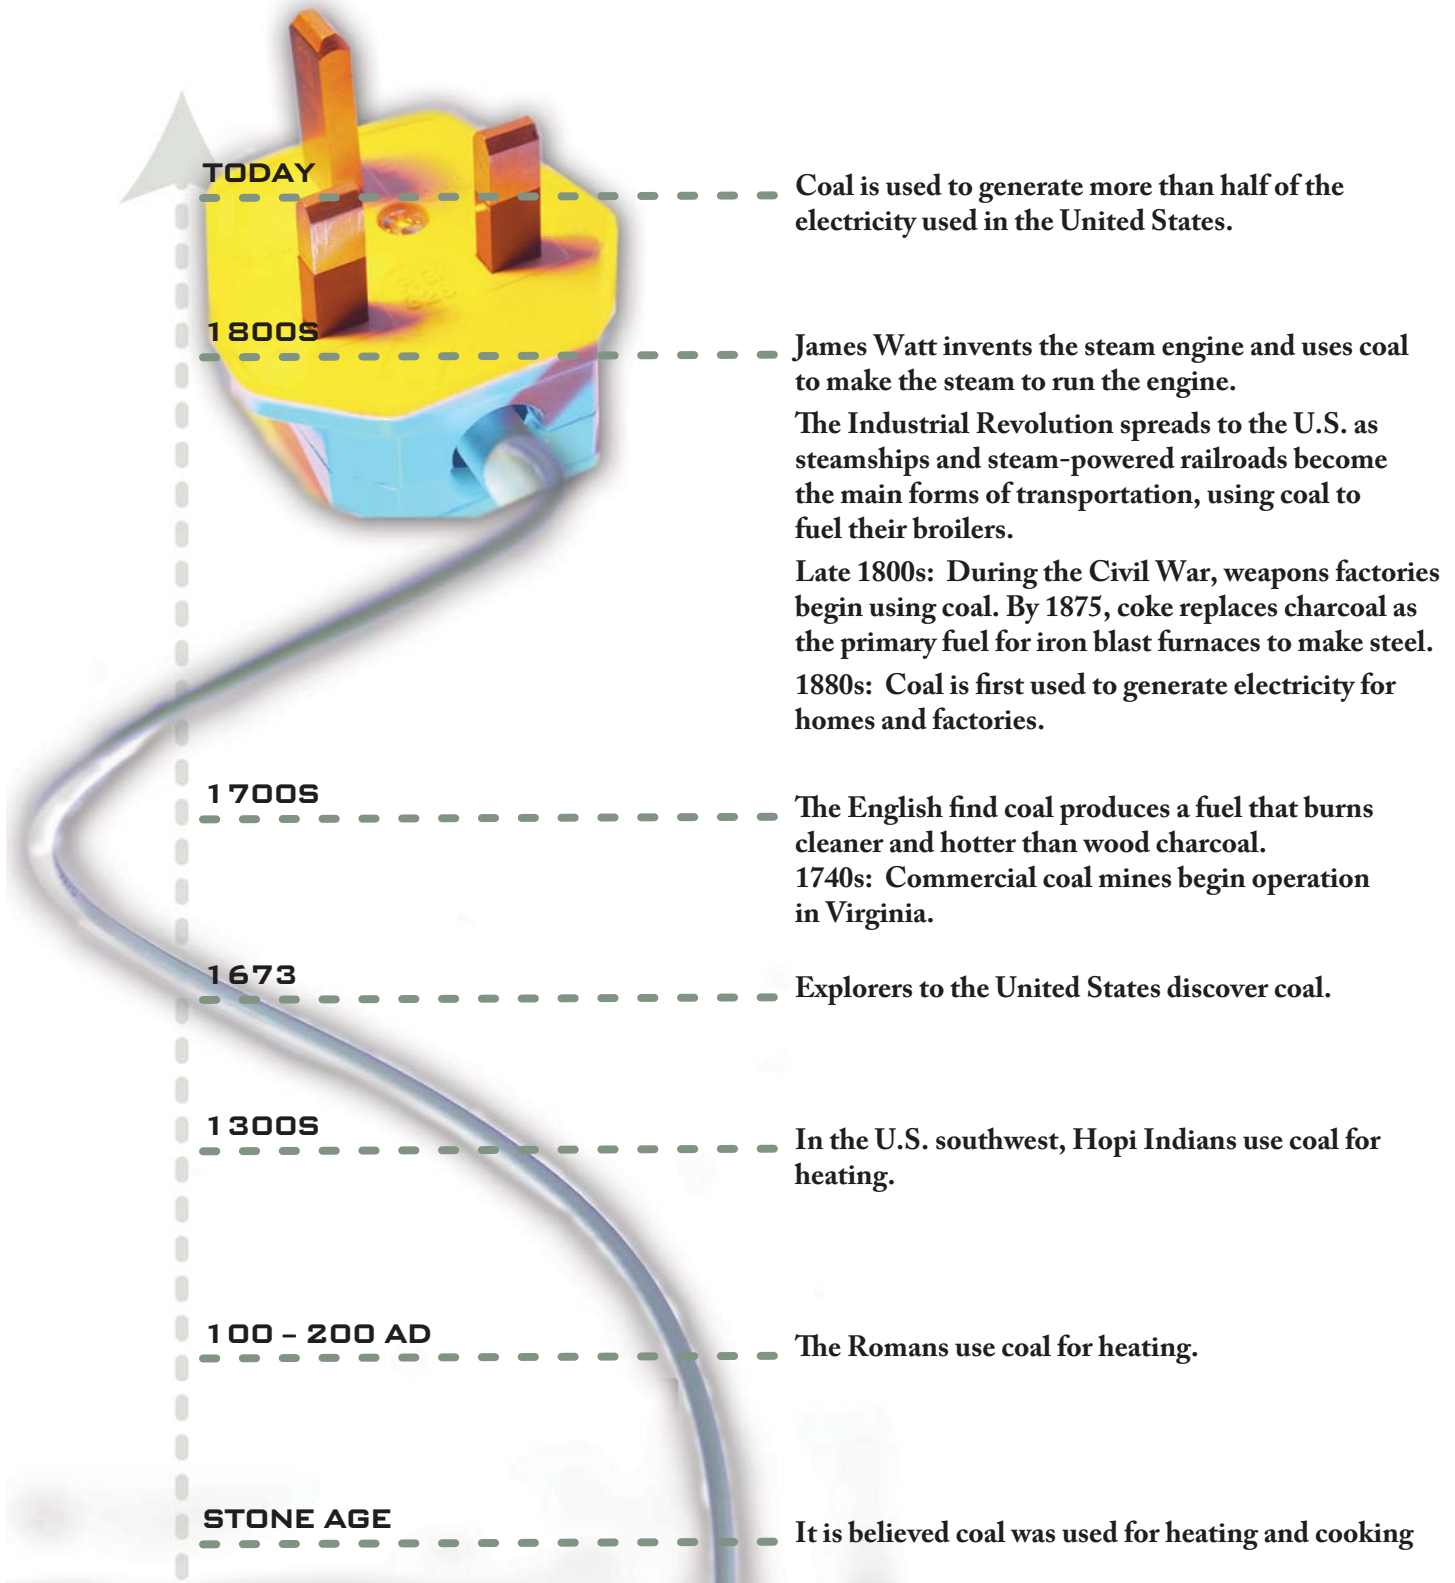 TODAY
Coal is used to generate more than half of the
electricity used in the United States.
1800S
James Watt invents the steam engine and uses coal
to make the steam to run the engine.
The Industrial Revolution spreads to the U.S. as
steamships and steam-powered railroads become
the main forms of transportation, using coal to
fuel their broilers.
Late 1800s:  During the Civil War, weapons factories
begin using coal. By 1875, coke replaces charcoal as
the primary fuel for iron blast furnaces to make steel.
1880s:  Coal is first used to generate electricity for
homes and factories.
1700S
The English find coal produces a fuel that burns
cleaner and hotter than wood charcoal.
1740s:  Commercial coal mines begin operation
in Virginia.
1673
Explorers to the United States discover coal.
1300S
In the U.S. southwest, Hopi Indians use coal for
heating.
100 – 200 AD
The Romans use coal for heating.
STONE AGE
It is believed coal was used for heating and cooking